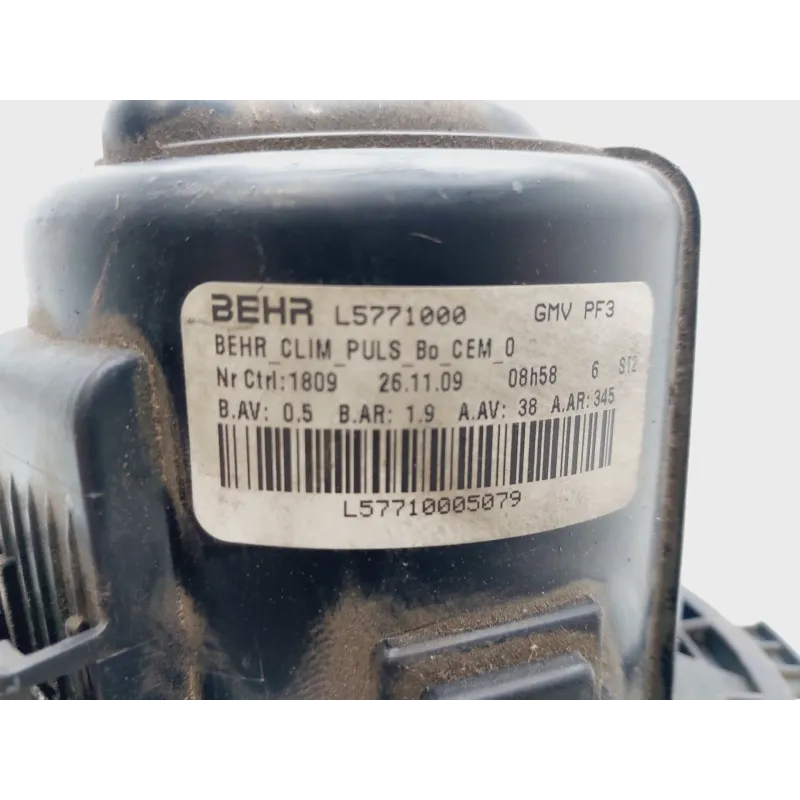 BEHR L5771000 GMV PF3
BEHR_CLIM_PULS_Bo_CEM_0
Nr Ctrl:1809 26.11.09 08h58 6 ST2
B.AV: 0.5 B.AR: 1.9 A.AV: 38 A.AR:345
L57710005079